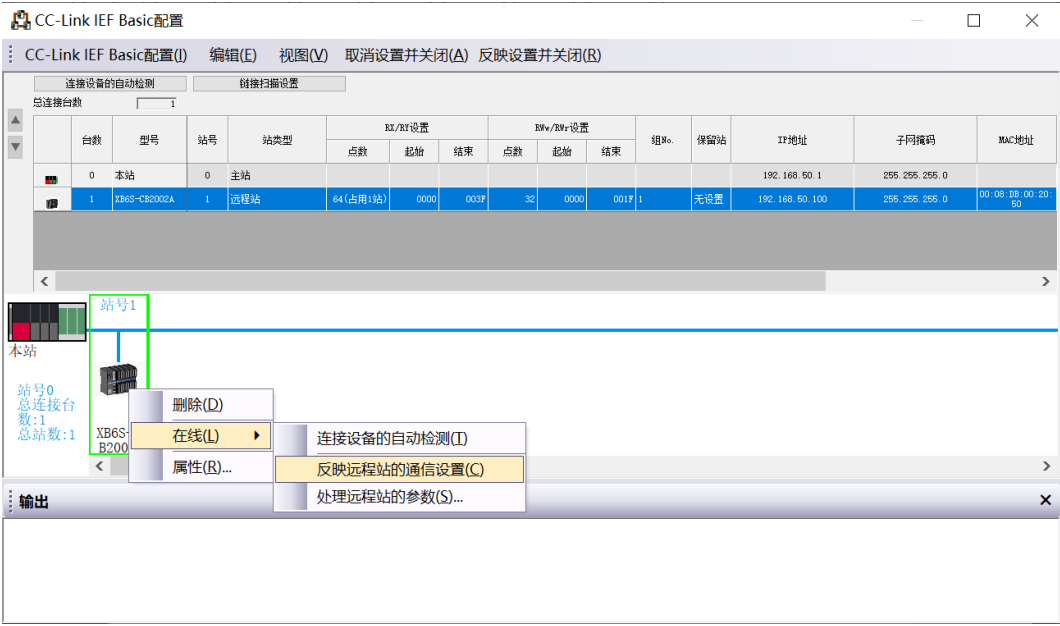 CC-Link IEF Basic配置
CC-Link IEF Basic配置(I) 编辑(E) 视图(V) 取消设置并关闭(A) 反映设置并关闭(R)
连接设备的自动检测 链接扫描设置
总连接台数 1
台数 型号 站号 站类型 RX/RY设置 RWw/RWr设置 组No. 保留站 IP地址 子网掩码 MAC地址
点数 起始 结束 点数 起始 结束
0 本站 0 主站 192.168.50.1 255.255.255.0
1 XB6S-CB2002A 1 远程站 64(占用1站) 0000 003F 32 0000 001F 1 无设置 192.168.50.100 255.255.255.0 00:08:DB:00:20:
50
站号1
本站
站号0
总连接台
数:1
总站数:1
XB6S-
B200
删除(D)
在线(L)
属性(R)...
连接设备的自动检测(T)
反映远程站的通信设置(C)
处理远程站的参数(S)...
输出